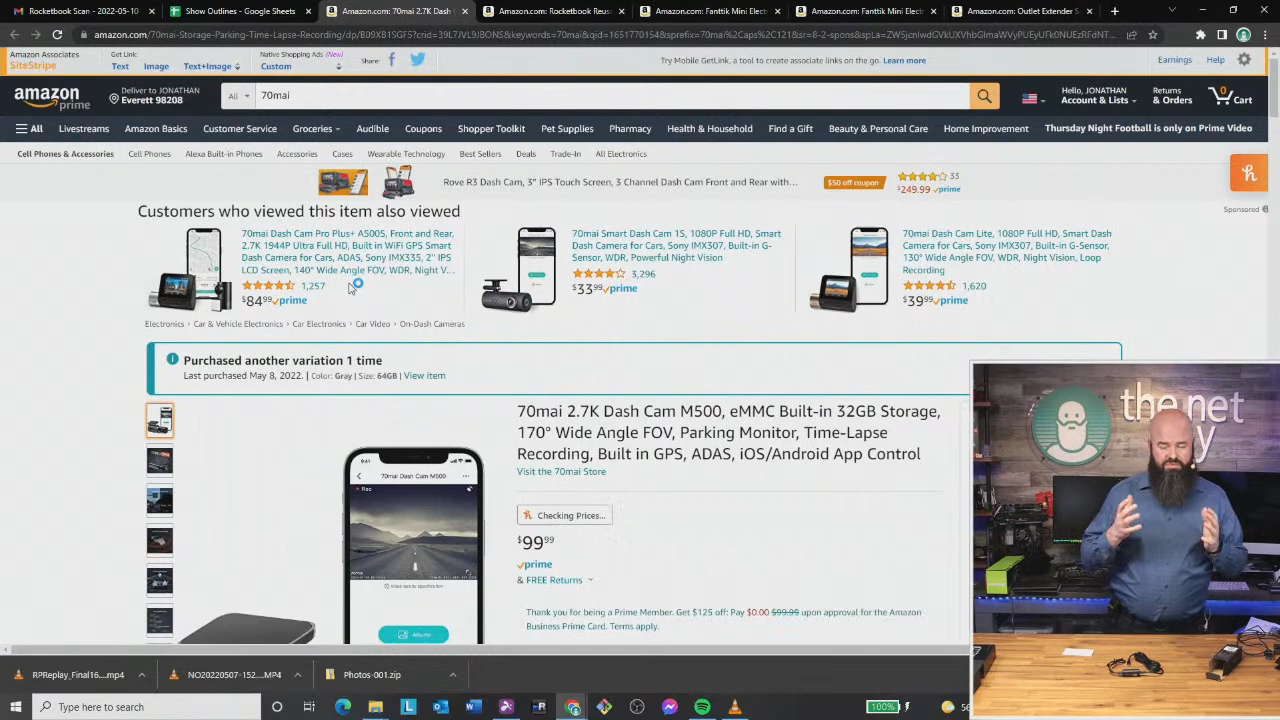 Rocketbook Scan - 2022-05-10
Show Outlines - Google Sheets
Amazon.com: 70mai 2.7K Dash
Amazon.com: Rocketbook Reus
Amazon.com: Fanttik Mini Elect
Amazon.com: Fanttik Mini Elect
Amazon.com: Outlet Extender S
Amazon Associates
SiteStripe
Get Link:
Text Image Text+Image
Native Shopping Ads (New)
Custom
Share:
Try Mobile GetLink, a tool to create associate links on the go. Learn more
Earnings Help
amazon prime
Deliver to JONATHAN
Everett 98208
All
70mai
Hello, JONATHAN
Account & Lists
Returns
& Orders
0
Cart
All Livestreams Amazon Basics Customer Service Groceries Audible Coupons Shopper Toolkit Pet Supplies Pharmacy Health & Household Find a Gift Beauty & Personal Care Home Improvement Thursday Night Football is only on Prime Video
Cell Phones & Accessories Cell Phones Alexa Built-in Phones Accessories Cases Wearable Technology Best Sellers Deals Trade-In All Electronics
Rove R3 Dash Cam, 3" IPS Touch Screen, 3 Channel Dash Cam Front and Rear with...
$50 off coupon
33
$249.99 prime
Sponsored
Customers who viewed this item also viewed
70mai Dash Cam Pro Plus+ A500S, Front and Rear,
2.7K 1944P Ultra Full HD, Built in WiFi GPS Smart
Dash Camera for Cars, ADAS, Sony IMX335, 2'' IPS
LCD Screen, 140° Wide Angle FOV, WDR, Night V...
1,257
$84.99 prime
70mai Smart Dash Cam 1S, 1080P Full HD, Smart
Dash Camera for Cars, Sony IMX307, Built-in G-
Sensor, WDR, Powerful Night Vision
3,296
$33.99 prime
70mai Dash Cam Lite, 1080P Full HD, Smart Dash
Camera for Cars, Sony IMX307, Built-in G-Sensor,
130° Wide Angle FOV, WDR, Night Vision, Loop
Recording
1,620
$39.99 prime
Electronics › Car & Vehicle Electronics › Car Electronics › Car Video › On-Dash Cameras
Purchased another variation 1 time
Last purchased May 8, 2022. | Color: Gray | Size: 64GB | View item
70mai 2.7K Dash Cam M500, eMMC Built-in 32GB Storage,
170° Wide Angle FOV, Parking Monitor, Time-Lapse
Recording, Built in GPS, ADAS, iOS/Android App Control
Visit the 70mai Store
9:41
70mai Dash Cam M500
Rec
Albums
Checking Prices...
$99.99
prime
& FREE Returns
Thank you for being a Prime Member. Get $125 off: Pay $0.00 $99.99 upon approval for the Amazon
Business Prime Card. Terms apply.
the net
RPReplay_Final16....mp4
NO20220507-152....MP4
Photos-001.zip
Type here to search
100%